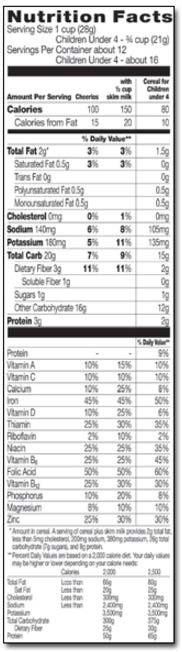 Nutrition Facts
Serving Size 1 cup (28g)
Children Under 4 - ¾ cup (21g)
Servings Per Container about 12
Children Under 4 - about 16
Amount Per Serving Cheerios with ½ cup skim milk Cereal for Children under 4
Calories 100 150 80
Calories from Fat 15 20 10
% Daily Value**
Total Fat 2g* 3% 3% 1.5g
Saturated Fat 0.5g 3% 3% 0g
Trans Fat 0g 0g
Polyunsaturated Fat 0.5g 0.5g
Monounsaturated Fat 0.5g 0.5g
Cholesterol 0mg 0% 1% 0mg
Sodium 140mg 6% 8% 105mg
Potassium 180mg 5% 11% 135mg
Total Carb 20g 7% 9% 15g
Dietary Fiber 3g 11% 11% 2g
Soluble Fiber 1g 0g
Sugars 1g 1g
Other Carbohydrate 16g 12g
Protein 3g 2g
% Daily Value**
Protein - - 9%
Vitamin A 10% 15% 10%
Vitamin C 10% 10% 10%
Calcium 10% 25% 8%
Iron 45% 45% 50%
Vitamin D 10% 25% 6%
Thiamin 25% 30% 35%
Riboflavin 2% 10% 2%
Niacin 25% 25% 35%
Vitamin B6 25% 25% 45%
Folic Acid 50% 50% 60%
Vitamin B12 25% 30% 30%
Phosphorus 10% 20% 8%
Magnesium 8% 10% 10%
Zinc 25% 30% 30%
* Amount in cereal. A serving of cereal plus skim milk provides 2g total fat,
less than 5mg cholesterol, 200mg sodium, 380mg potassium, 26g total
carbohydrate (7g sugars), and 8g protein.
** Percent Daily Values are based on a 2,000 calorie diet. Your daily values
may be higher or lower depending on your calorie needs:
Calories 2,000 2,500
Total Fat Less than 65g 80g
Sat Fat Less than 20g 25g
Cholesterol Less than 300mg 300mg
Sodium Less than 2,400mg 2,400mg
Potassium 3,500mg 3,500mg
Total Carbohydrate 300g 375g
Dietary Fiber 25g 30g
Protein 50g 65g